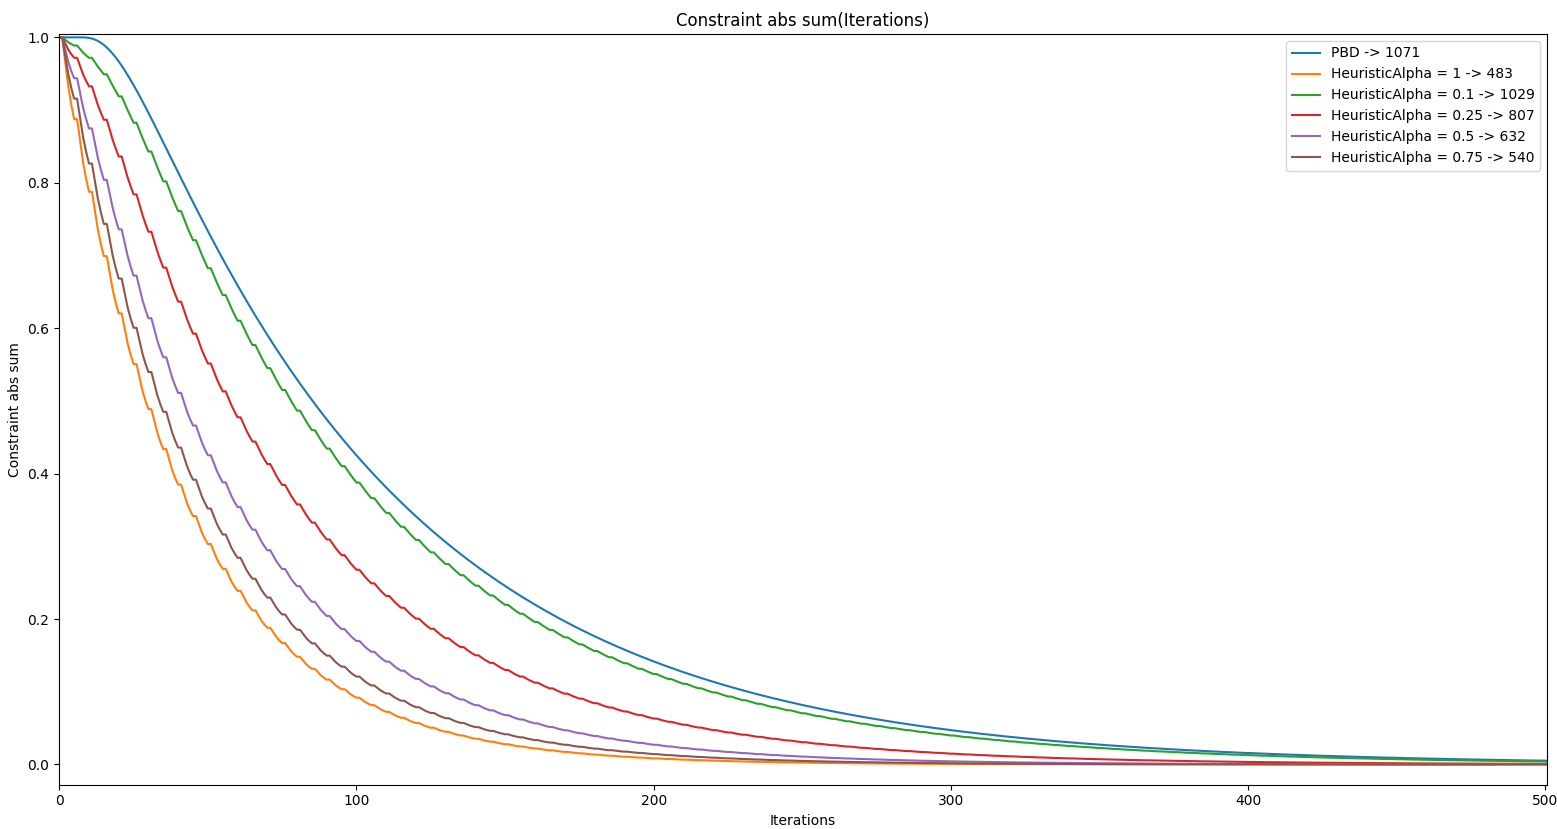 Constraint abs sum(Iterations)
PBD -> 1071
HeuristicAlpha = 1 -> 483
HeuristicAlpha = 0.1 -> 1029
HeuristicAlpha = 0.25 -> 807
HeuristicAlpha = 0.5 -> 632
HeuristicAlpha = 0.75 -> 540
Constraint abs sum
1.0
0.8
0.6
0.4
0.2
0.0
0 100 200 300 400 500
Iterations